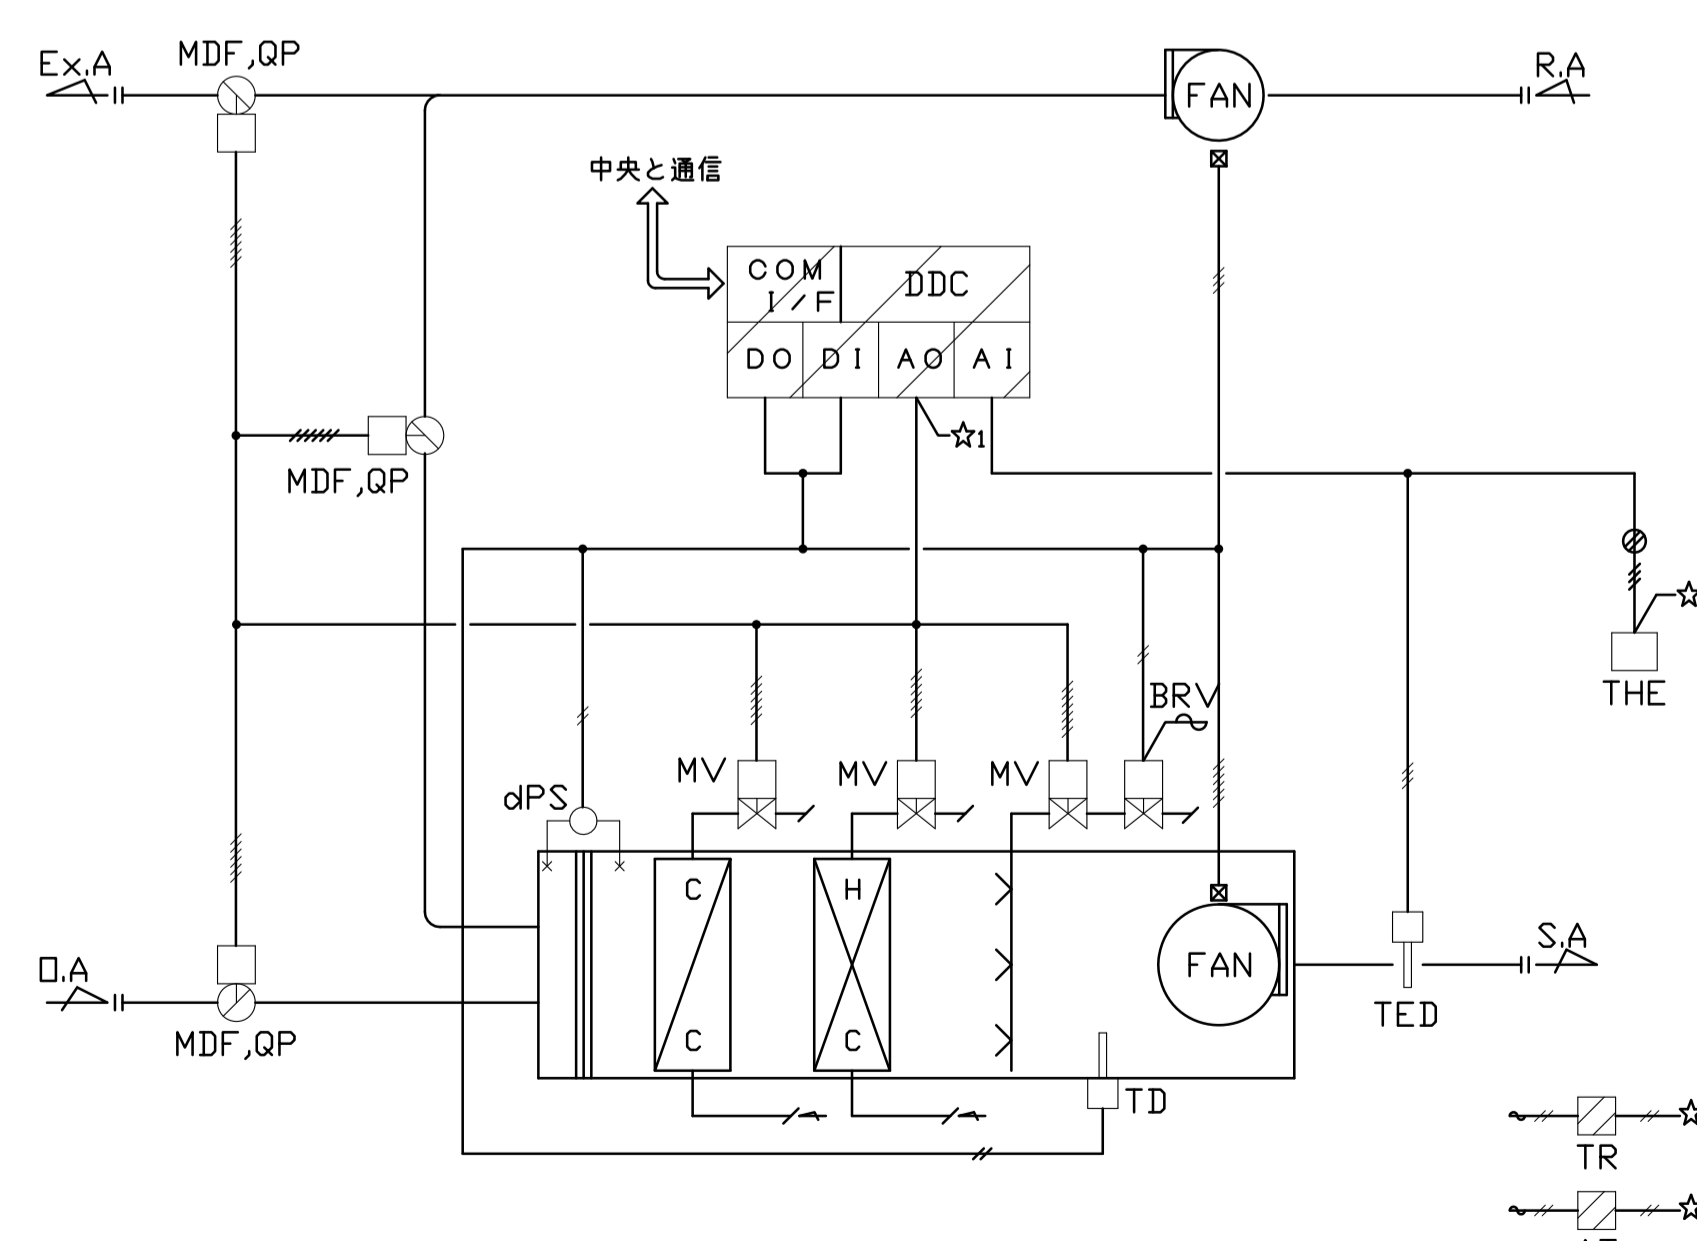 Ex.A
MDF,QP
FAN
R.A
中央と通信
COM
I/F
DDC
DO
DI
AO
AI
☆1
MDF,QP
☆
THE
BRV
MV
MV
MV
dPS
C
H
FAN
S.A
O.A
C
C
TED
MDF,QP
TD
☆
TR
☆